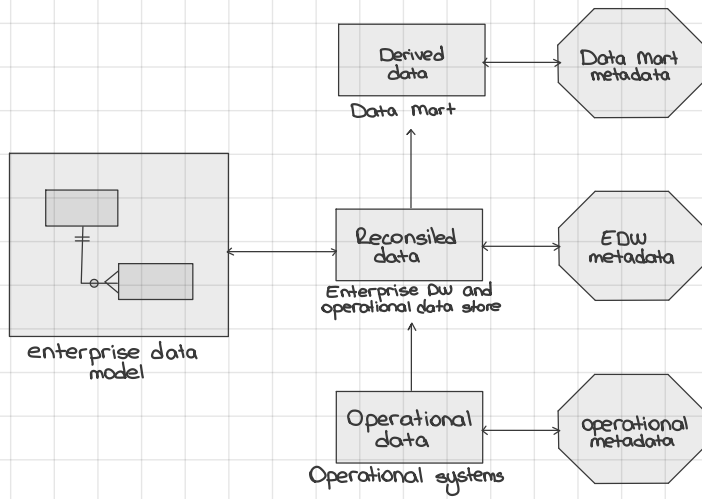 Derived
data
Data Mart
Data Mart
metadata
Reconsiled
data
Enterprise DW and
operational data store
EDW
metadata
enterprise data
model
Operational
data
Operational systems
operational
metadata